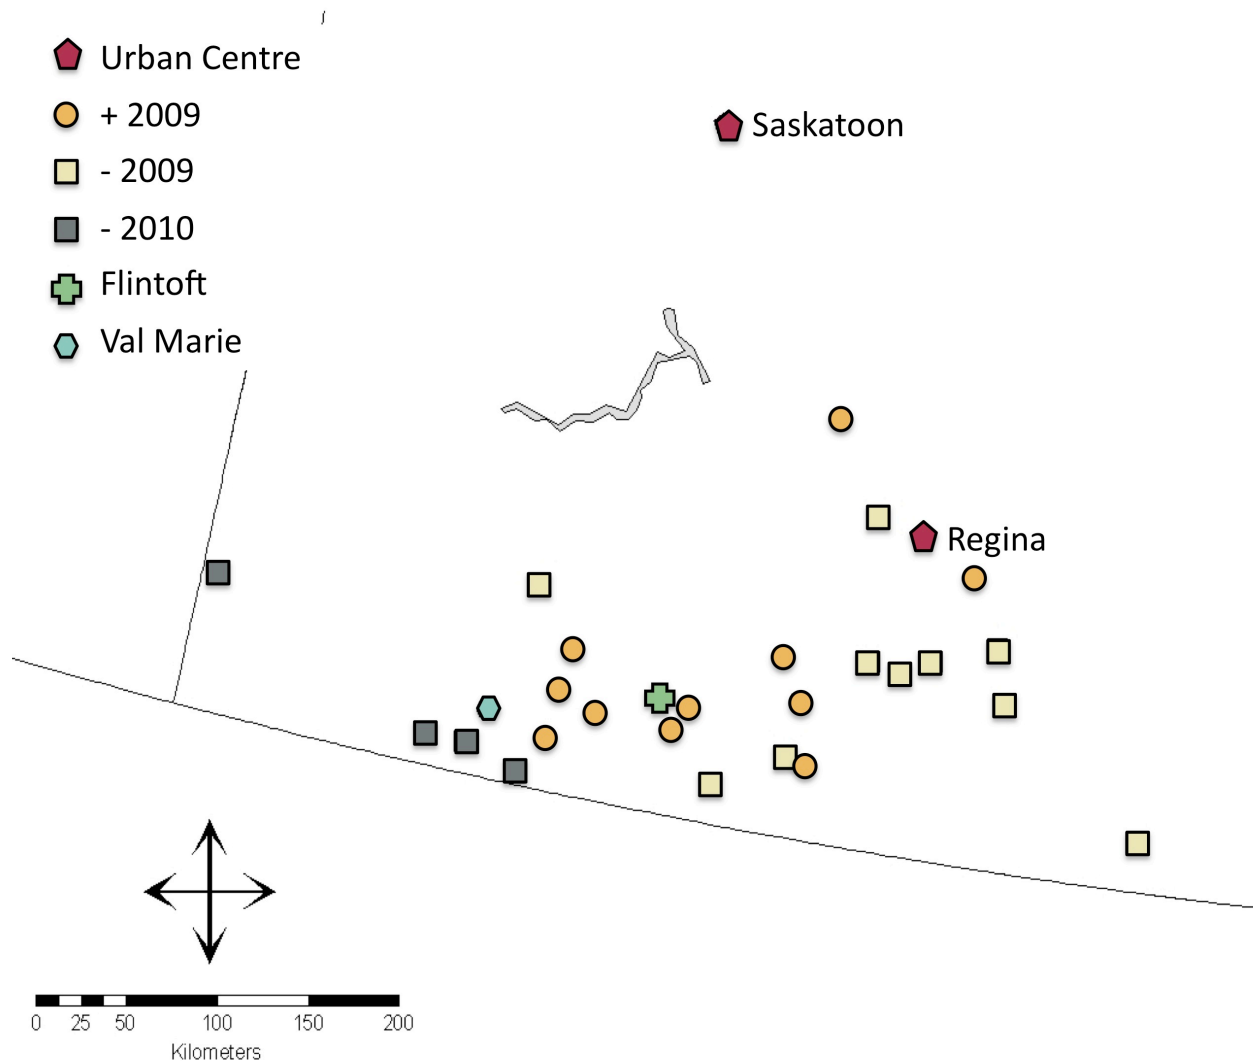 Urban Centre
+ 2009
- 2009
- 2010
Flintoft
Val Marie
Saskatoon
Regina
0 25 50 100 150 200
Kilometers